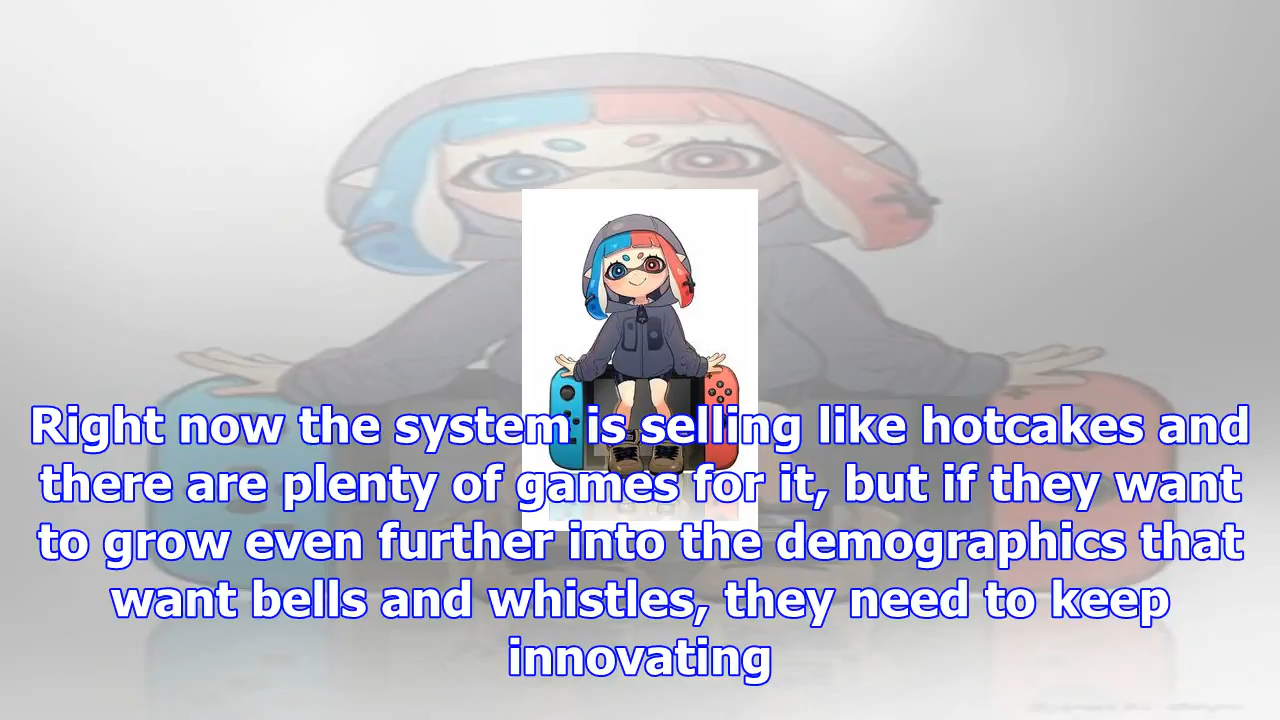 Right now the system is selling like hotcakes and
there are plenty of games for it, but if they want
to grow even further into the demographics that
want bells and whistles, they need to keep
innovating